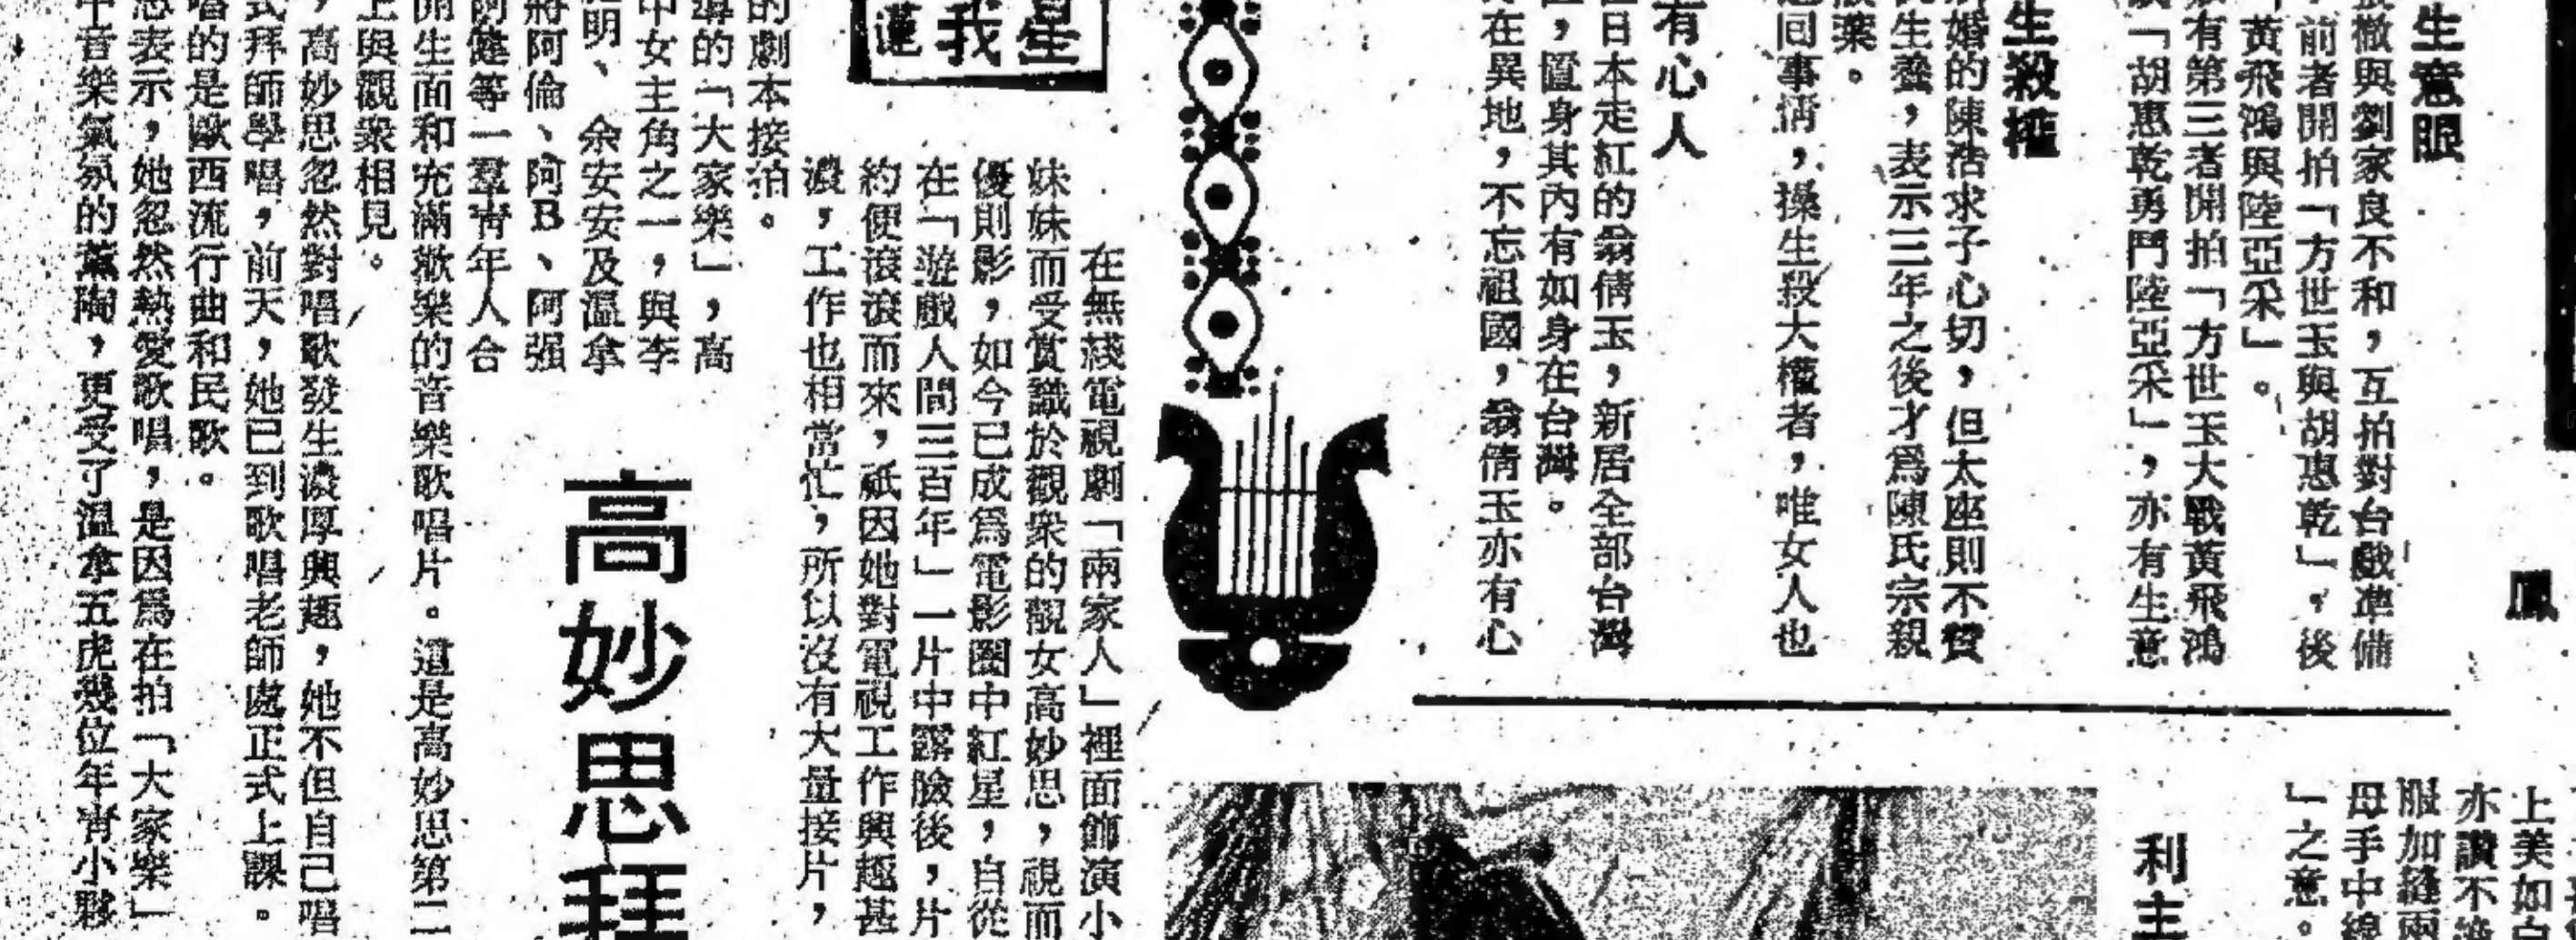 生意眼
徹與劉家良不和，互拍對台戲準備
前者開拍「方世玉與胡惠乾」，後
黃飛鴻與陸亞采」。
有第三者開拍「方世玉大戰黃飛鴻
「胡惠乾勇鬥陸亞采」，亦有生意
鳳
生殺權
婚的陳浩求子心切，但太座則不贊
生養，表示三年之後才爲陳氏宗親
葉。
事情，操生殺大權者，唯女人也
有心人
日本走紅的翁倩玉，新居全部台灣
，置身其內有如身在台灣。
在異地，不忘祖國，翁倩玉亦有心
星
我
在無綫電視劇「兩家人」裡面飾演小
妹妹而受賞識於觀衆的靚女高妙思，視而
優則影，如今已成爲電影圈中紅星，自從
在「遊戲人間三百年」一片中露臉後，片
約便滾滾而來，祇因她對電視工作興趣甚
濃，工作也相當忙，所以沒有大量接片，
的劇本接拍。
的「大家樂」，高
中女主角之一，與李
明、余安安及溫拿
將阿倫、阿B、阿强
阿健等一羣靑年人合
高妙思拜
開生面和充滿歡樂的音樂歌唱片。這是高妙思第二
上與觀衆相見。
，高妙思忽然對唱歌發生濃厚興趣，她不但自己唱
式拜師學唱，前天，她已到歌唱老師處正式上課。
唱的是歐西流行曲和民歌。
思表示，她忽然熱愛歌唱，是因爲在拍「大家樂」
中音樂氣氛的薰陶，更受了溫拿五虎幾位年靑小夥
上美如白
亦讚不絶
服加縫兩
母手中線
」之意。
利主